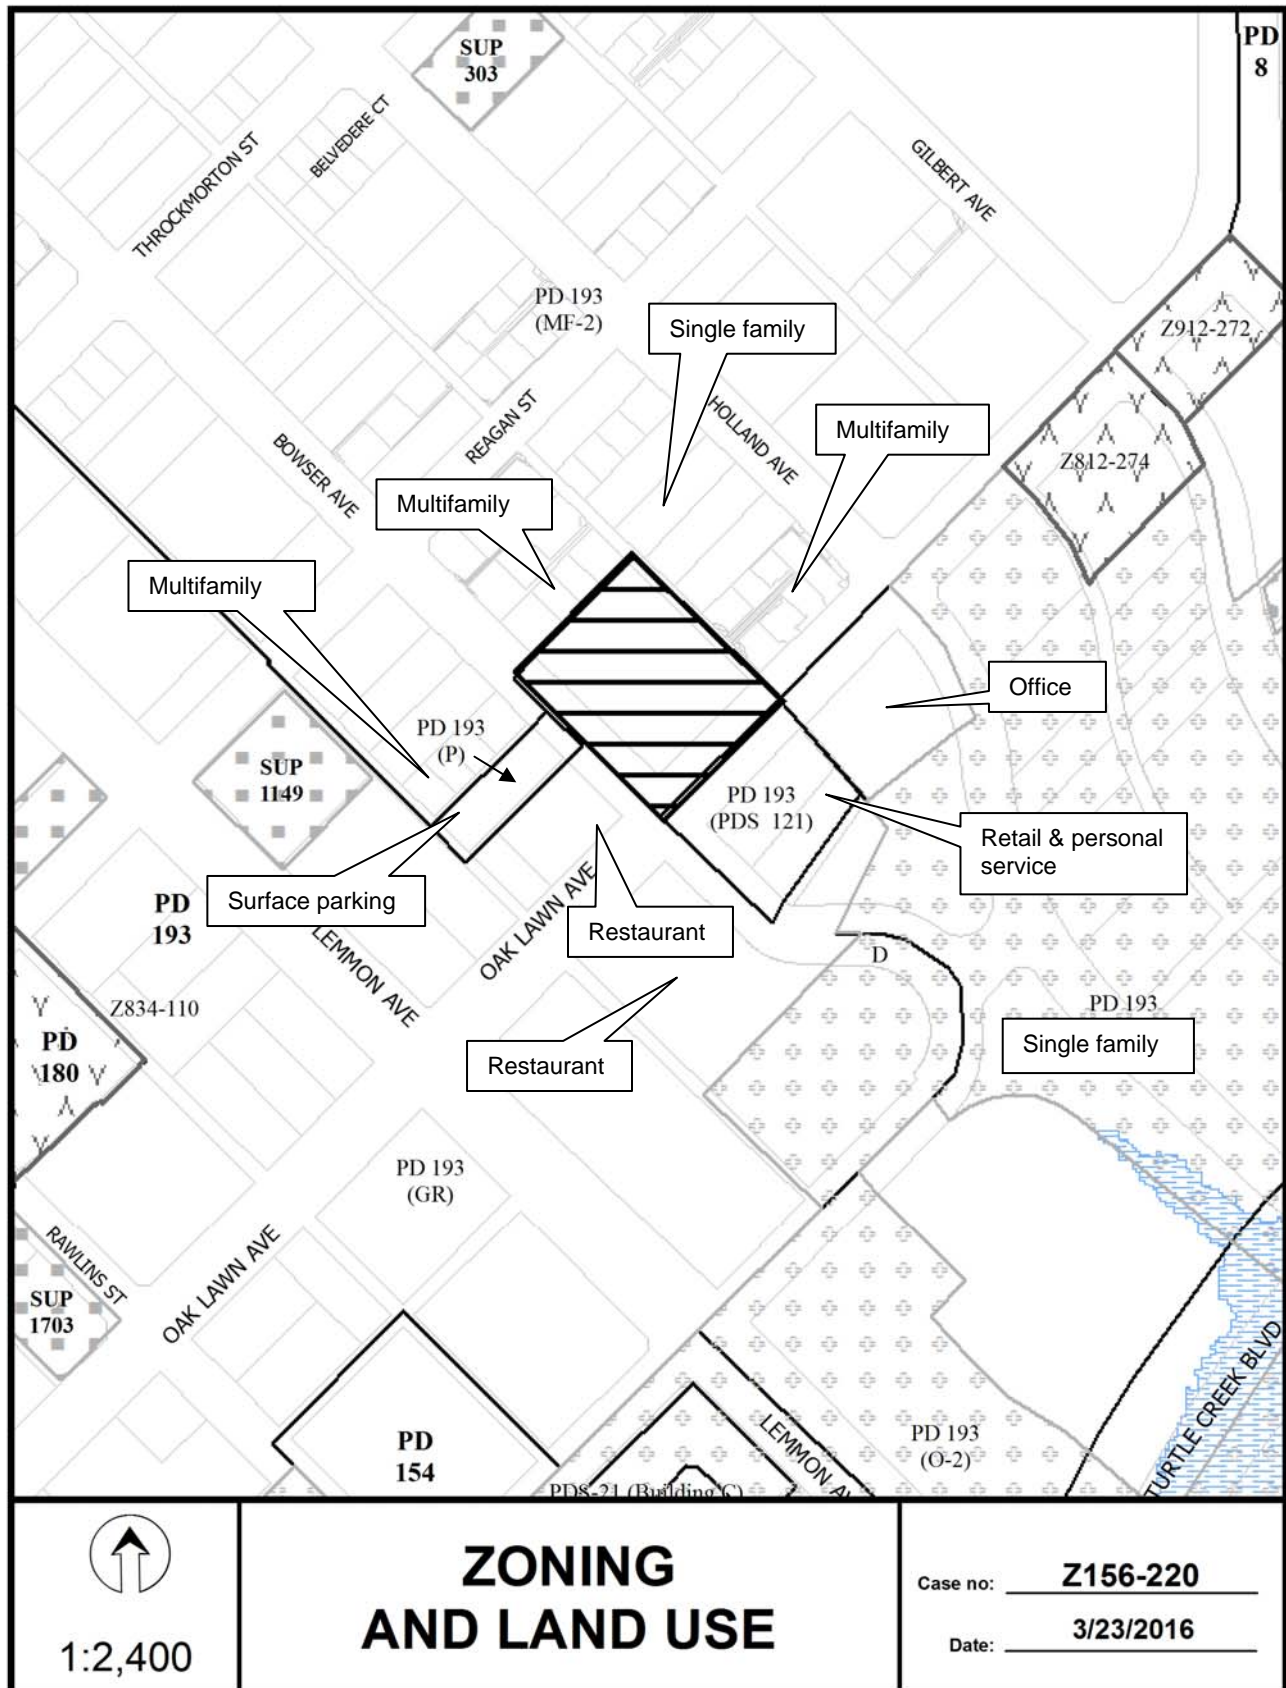 SUP
303
PD
8
THROCKMORTON ST
BELVEDERE CT
GILBERT AVE
PD 193
(MF-2)
Single family
Z912-272
REAGAN ST
HOLLAND AVE
Multifamily
BOWSER AVE
Z812-274
Multifamily
Multifamily
Office
PD 193
(P)
SUP
1149
PD 193
(PDS 121)
Retail & personal
service
Surface parking
PD
193
LEMMON AVE
OAK LAWN AVE
Restaurant
D
Z834-110
PD 193
Single family
PD
180
Restaurant
PD 193
(GR)
RAWLINS ST
OAK LAWN AVE
SUP
1703
TURTLE CREEK BLVD
PD
154
LEMMON AV
PD 193
(O-2)
PDS-21 (Building C)
1:2,400
ZONING
AND LAND USE
Case no: Z156-220
Date: 3/23/2016